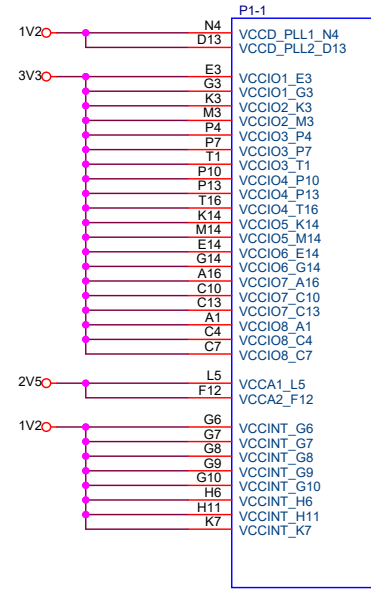 P1-1
1V2 N4 VCCD_PLL1_N4
D13 VCCD_PLL2_D13
3V3 E3 VCCIO1_E3
G3 VCCIO1_G3
K3 VCCIO2_K3
M3 VCCIO2_M3
P4 VCCIO3_P4
P7 VCCIO3_P7
T1 VCCIO3_T1
P10 VCCIO4_P10
P13 VCCIO4_P13
T16 VCCIO4_T16
K14 VCCIO5_K14
M14 VCCIO5_M14
E14 VCCIO6_E14
G14 VCCIO6_G14
A16 VCCIO7_A16
C10 VCCIO7_C10
C13 VCCIO7_C13
A1 VCCIO8_A1
C4 VCCIO8_C4
C7 VCCIO8_C7
2V5 L5 VCCA1_L5
F12 VCCA2_F12
1V2 G6 VCCINT_G6
G7 VCCINT_G7
G8 VCCINT_G8
G9 VCCINT_G9
G10 VCCINT_G10
H6 VCCINT_H6
H11 VCCINT_H11
K7 VCCINT_K7